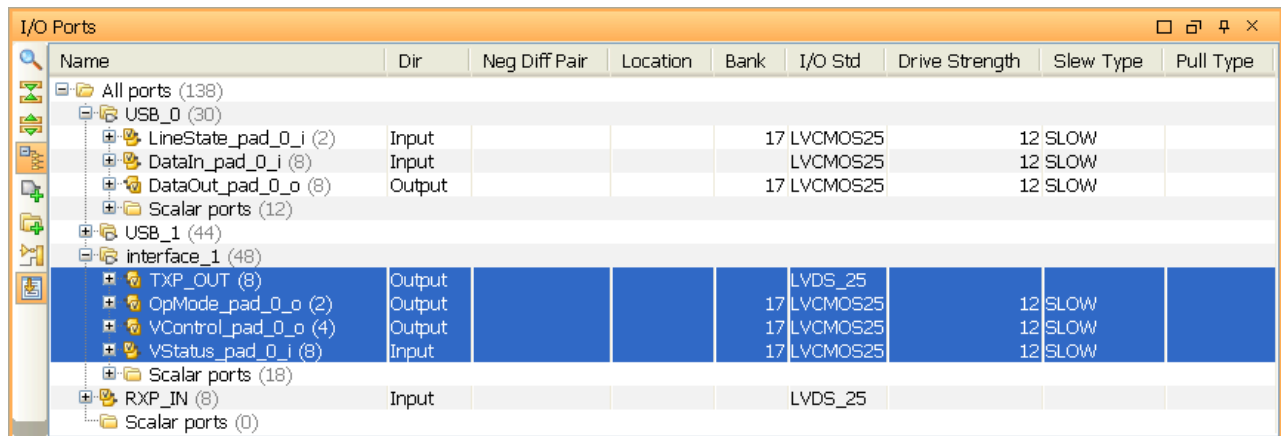 I/O Ports
Name Dir Neg Diff Pair Location Bank I/O Std Drive Strength Slew Type Pull Type
All ports (138)
USB_0 (30)
LineState_pad_0_i (2) Input 17 LVCMOS25 12 SLOW
DataIn_pad_0_i (8) Input LVCMOS25 12 SLOW
DataOut_pad_0_o (8) Output 17 LVCMOS25 12 SLOW
Scalar ports (12)
USB_1 (44)
interface_1 (48)
TXP_OUT (8) Output LVDS_25
OpMode_pad_0_o (2) Output 17 LVCMOS25 12 SLOW
VControl_pad_0_o (4) Output 17 LVCMOS25 12 SLOW
VStatus_pad_0_i (8) Input 17 LVCMOS25 12 SLOW
Scalar ports (18)
RXP_IN (8) Input LVDS_25
Scalar ports (0)